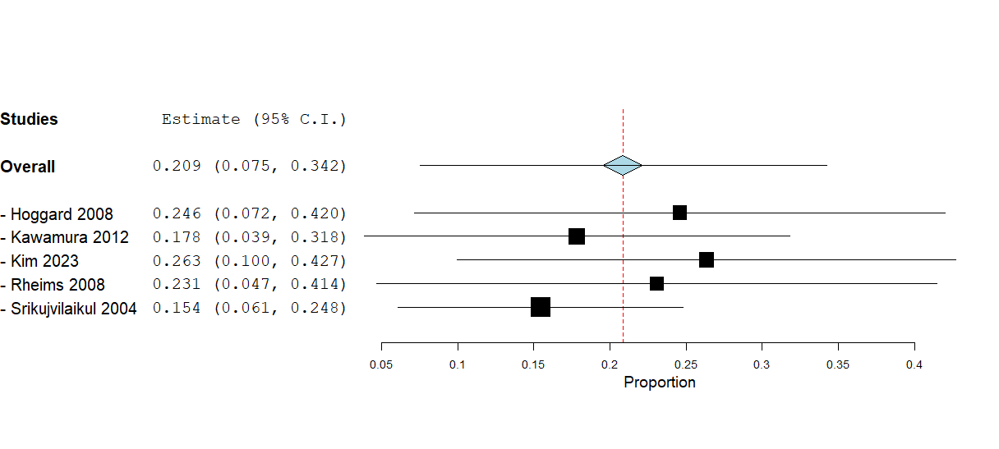 Studies Estimate (95% C.I.)
Overall 0.209 (0.075, 0.342)
- Hoggard 2008 0.246 (0.072, 0.420)
- Kawamura 2012 0.178 (0.039, 0.318)
- Kim 2023 0.263 (0.100, 0.427)
- Rheims 2008 0.231 (0.047, 0.414)
- Srikujvilaikul 2004 0.154 (0.061, 0.248)
0.05 0.1 0.15 0.2 0.25 0.3 0.35 0.4
Proportion